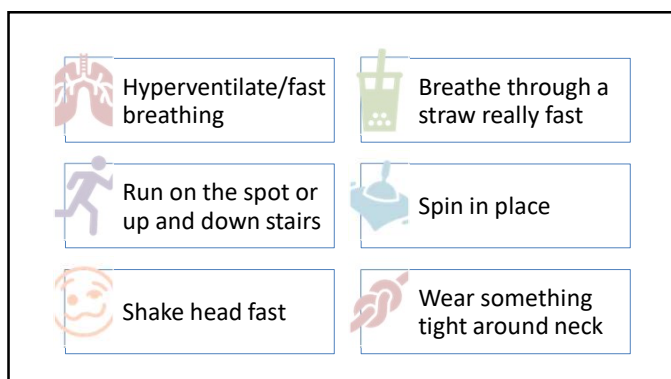 Hyperventilate/fast
breathing
Breathe through a
straw really fast
Run on the spot or
up and down stairs
Spin in place
Shake head fast
Wear something
tight around neck